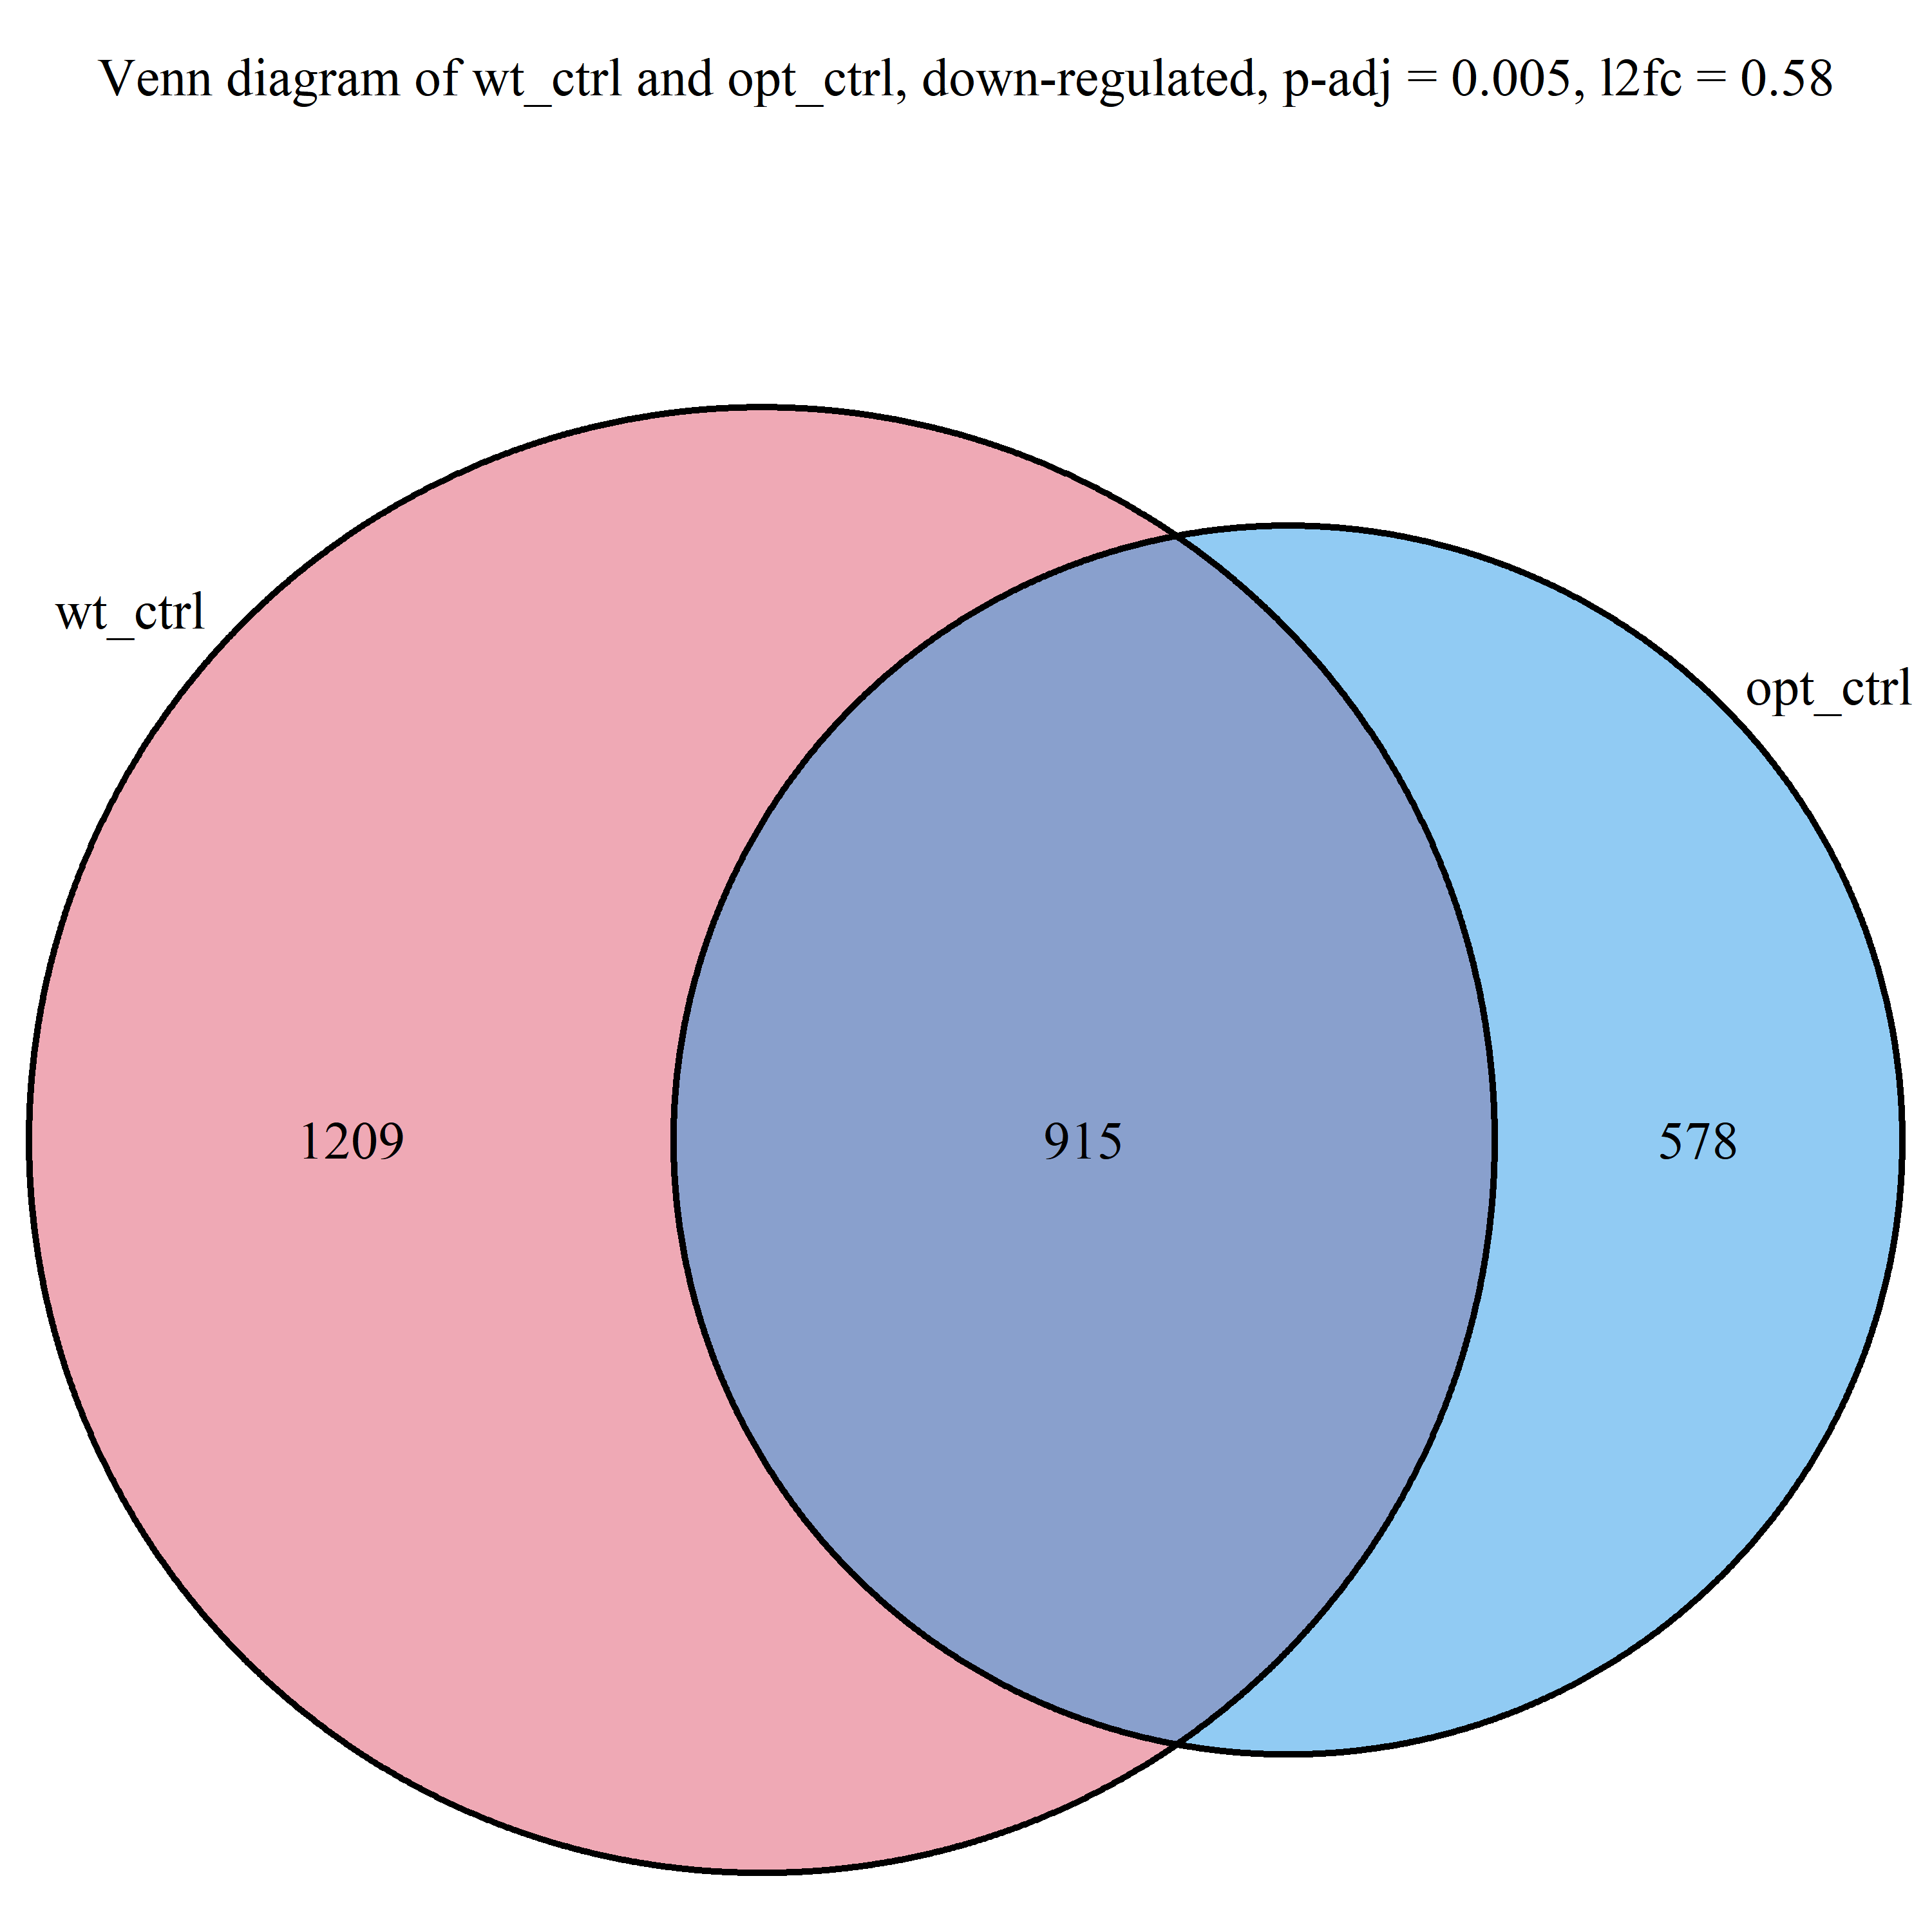 Venn diagram of wt_ctrl and opt_ctrl, down-regulated, p-adj = 0.005, l2fc = 0.58
wt_ctrl
opt_ctrl
1209
915
578